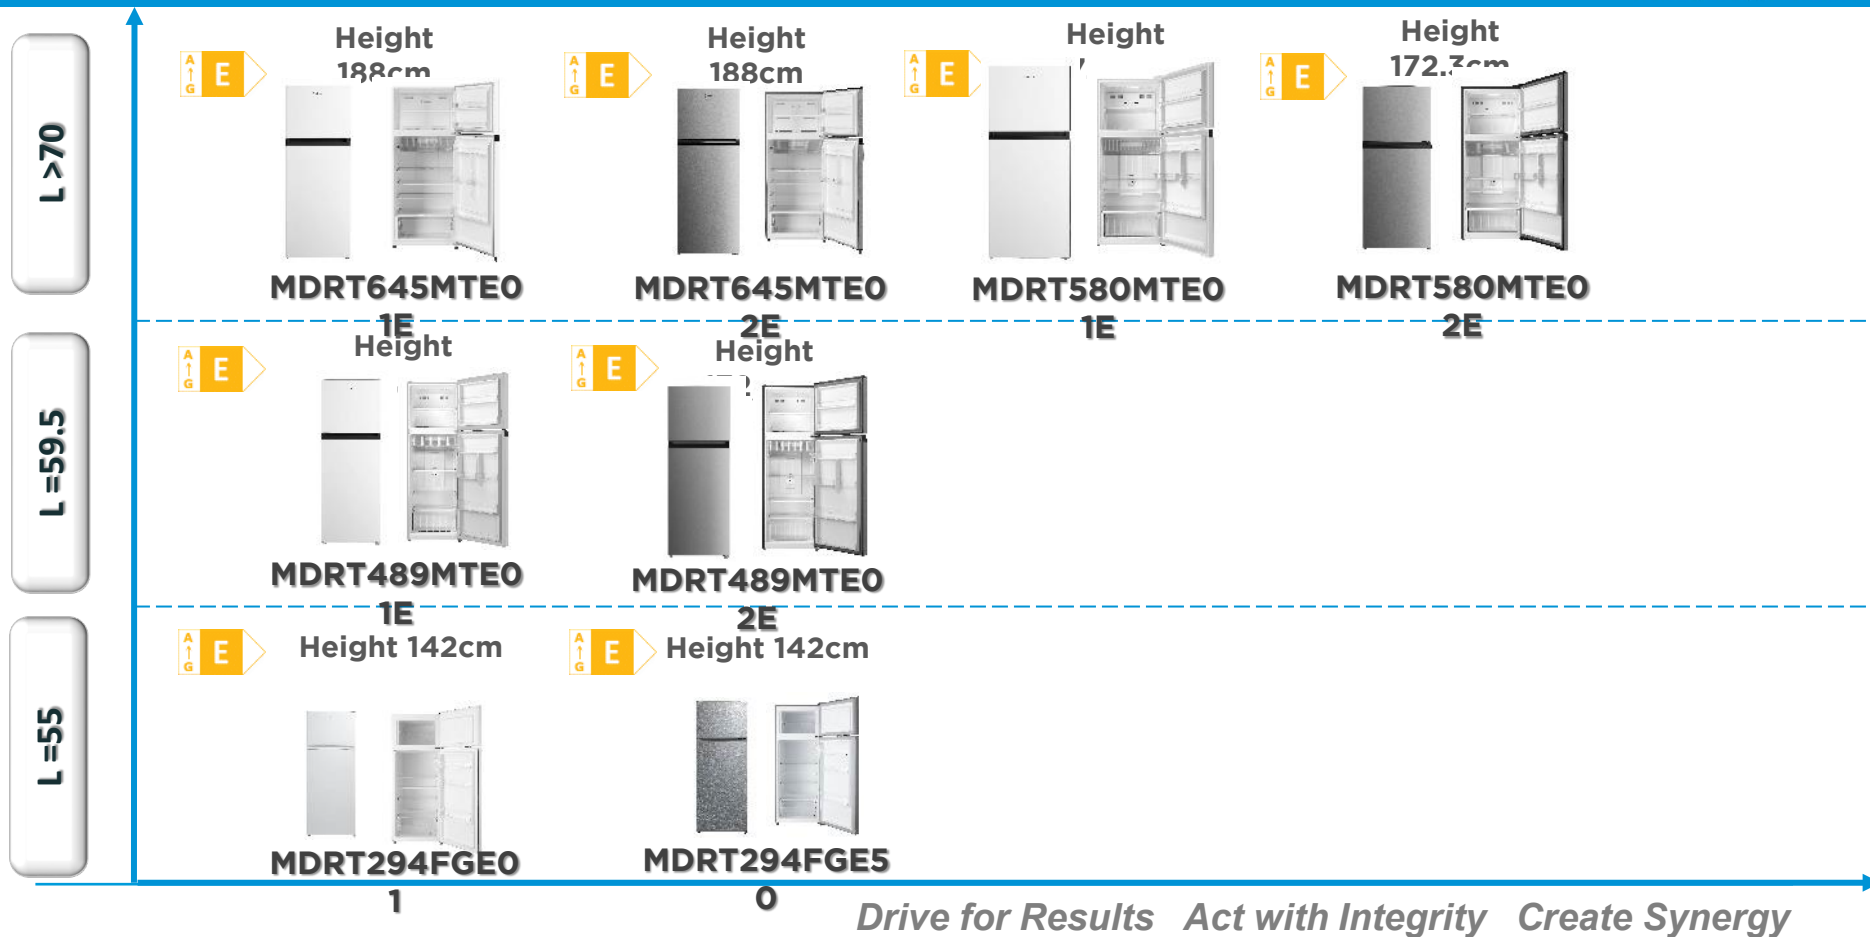 L >70
A
G
E
Height
188cm
MDRT645MTE0
1E
A
G
E
Height
188cm
MDRT645MTE0
2E
A
G
E
Height
MDRT580MTE0
1E
A
G
E
Height
172.3cm
MDRT580MTE0
2E
L =59.5
A
G
E
Height
MDRT489MTE0
1E
A
G
E
Height
MDRT489MTE0
2E
L =55
A
G
E
Height 142cm
MDRT294FGE0
1
A
G
E
Height 142cm
MDRT294FGE5
0
Drive for Results Act with Integrity Create Synergy